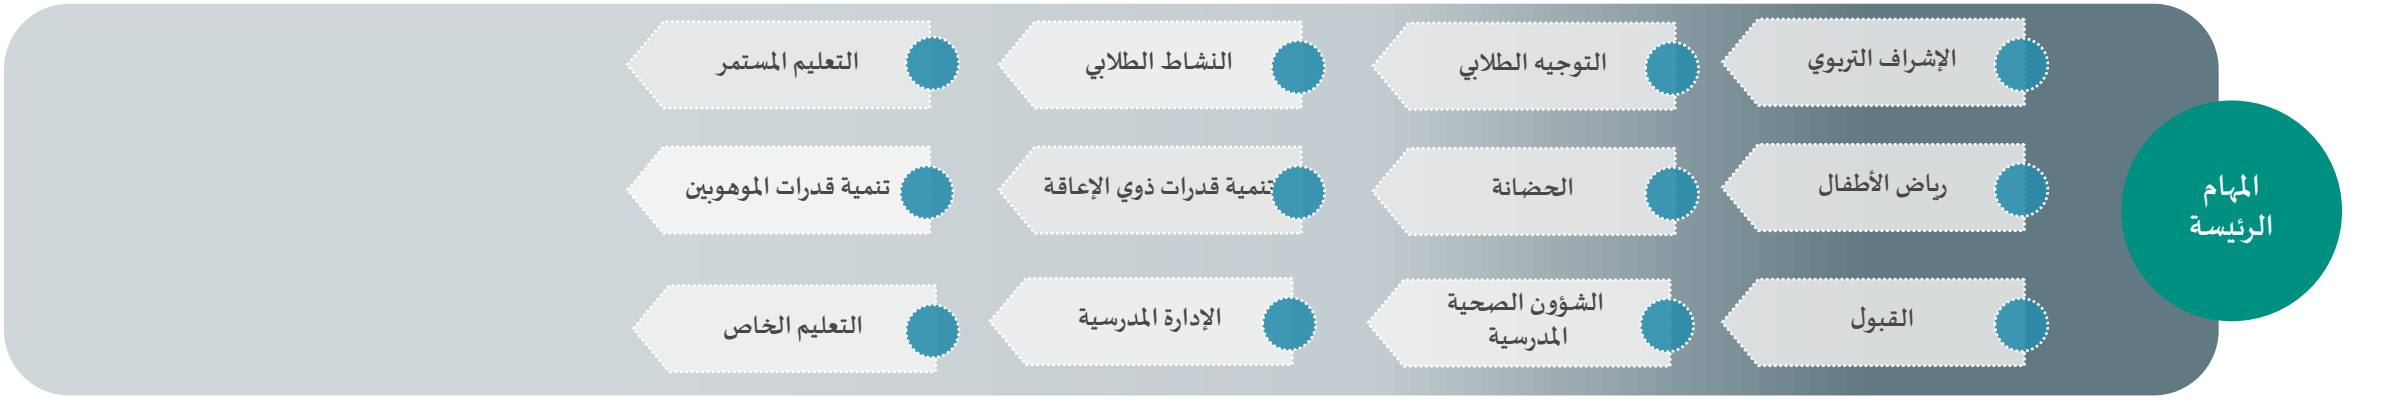 المهام
الرئيسة
الإشراف التربوي
التوجيه الطلابي
النشاط الطلابي
التعليم المستمر
رياض الأطفال
الحضانة
تنمية قدرات ذوي الإعاقة
تنمية قدرات الموهوبين
القبول
الشؤون الصحية
المدرسية
الإدارة المدرسية
التعليم الخاص